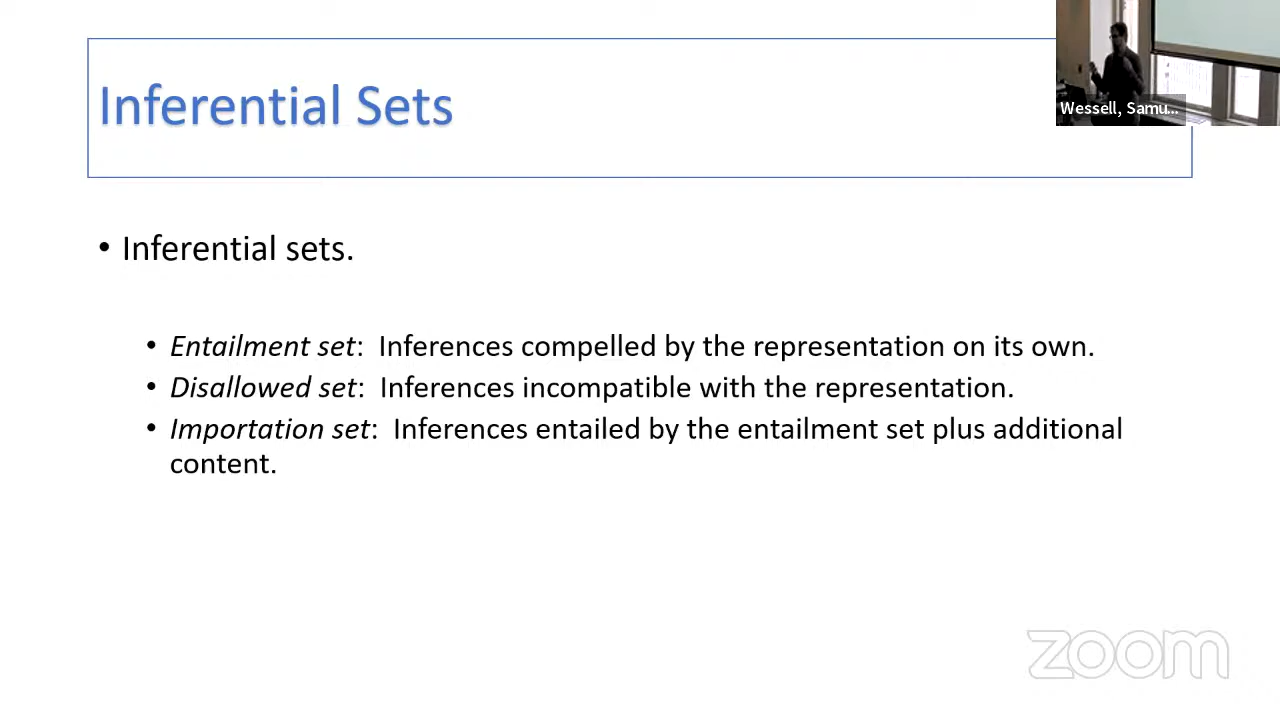 Inferential Sets
Wessell, Samu...
• Inferential sets.
• Entailment set: Inferences compelled by the representation on its own.
• Disallowed set: Inferences incompatible with the representation.
• Importation set: Inferences entailed by the entailment set plus additional
content.
zoom